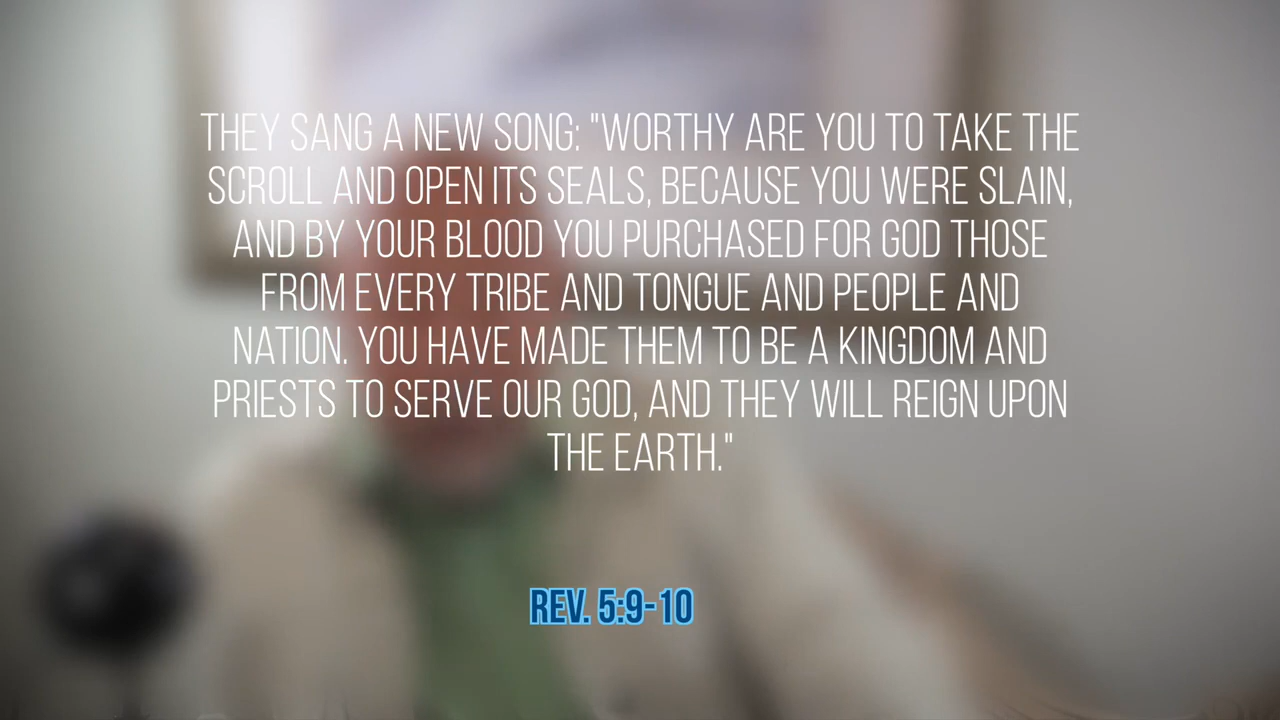 THEY SANG A NEW SONG: "WORTHY ARE YOU TO TAKE THE
SCROLL AND OPEN ITS SEALS, BECAUSE YOU WERE SLAIN,
AND BY YOUR BLOOD YOU PURCHASED FOR GOD THOSE
FROM EVERY TRIBE AND TONGUE AND PEOPLE AND
NATION. YOU HAVE MADE THEM TO BE A KINGDOM AND
PRIESTS TO SERVE OUR GOD, AND THEY WILL REIGN UPON
THE EARTH."
REV. 5:9-10